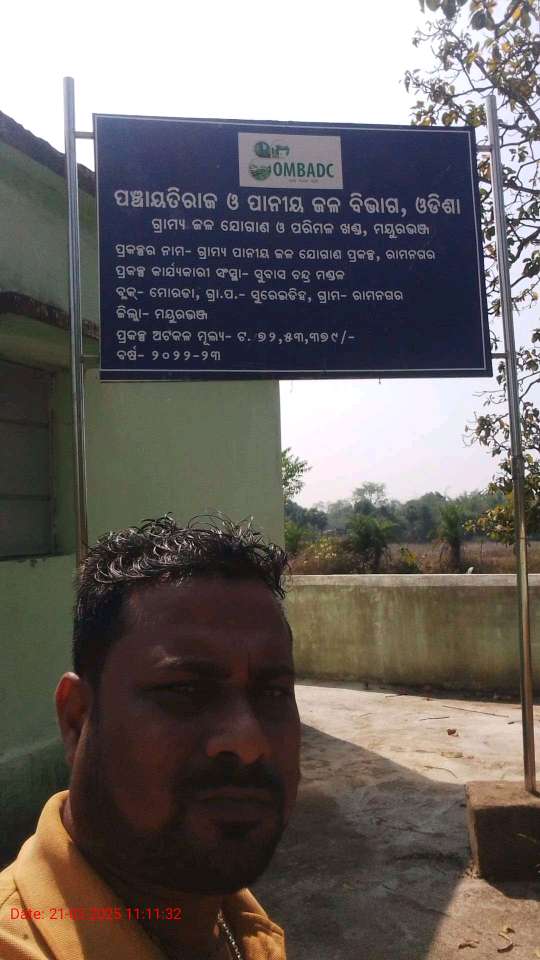 OMBADC
ପଞ୍ଚାୟତିରାଜ ଓ ପାନୀୟ ଜଳ ବିଭାଗ, ଓଡିଶା
ଗ୍ରାମ୍ୟ ଜଳ ଯୋଗାଣ ଓ ପରିମଳ ଖଣ୍ଡ, ମୟୁରଭଞ୍ଜ
ପ୍ରକଳ୍ପର ନାମ- ଗ୍ରାମ୍ୟ ପାନୀୟ ଜଳ ଯୋଗାଣ ପ୍ରକଳ୍ପ, ରାମନଗର
ପ୍ରକଳ୍ପ କାର୍ଯ୍ୟକାରୀ ସଂସ୍ଥା- ସୁବାସ ଚନ୍ଦ୍ର ମଣ୍ଡଳ
ବ୍ଲକ୍- ମୋରଡା, ଗ୍ରା.ପ.- ସୁରେଇଡିହ, ଗ୍ରାମ- ରାମନଗର
ଜିଲ୍ଲା- ମୟୁରଭଞ୍ଜ
ପ୍ରକଳ୍ପ ଅଟକଳ ମୂଲ୍ୟ- ଟ. ୭୨,୫୩,୩୭୯/-
ବର୍ଷ- ୨୦୨୨-୨୩
Date: 2025 11:11:32